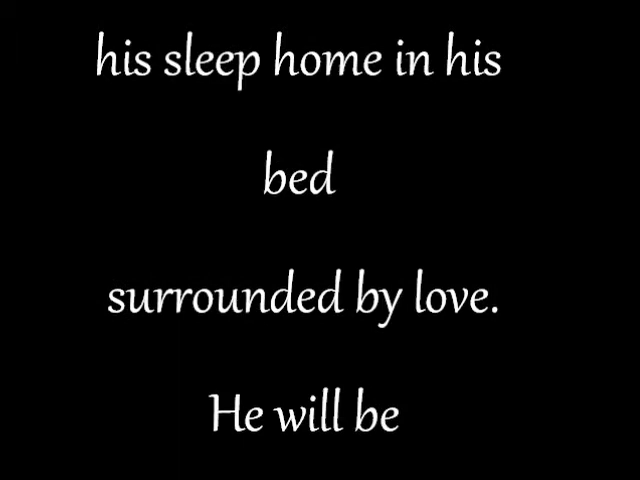 his sleep home in his
bed
surrounded by love.
He will be